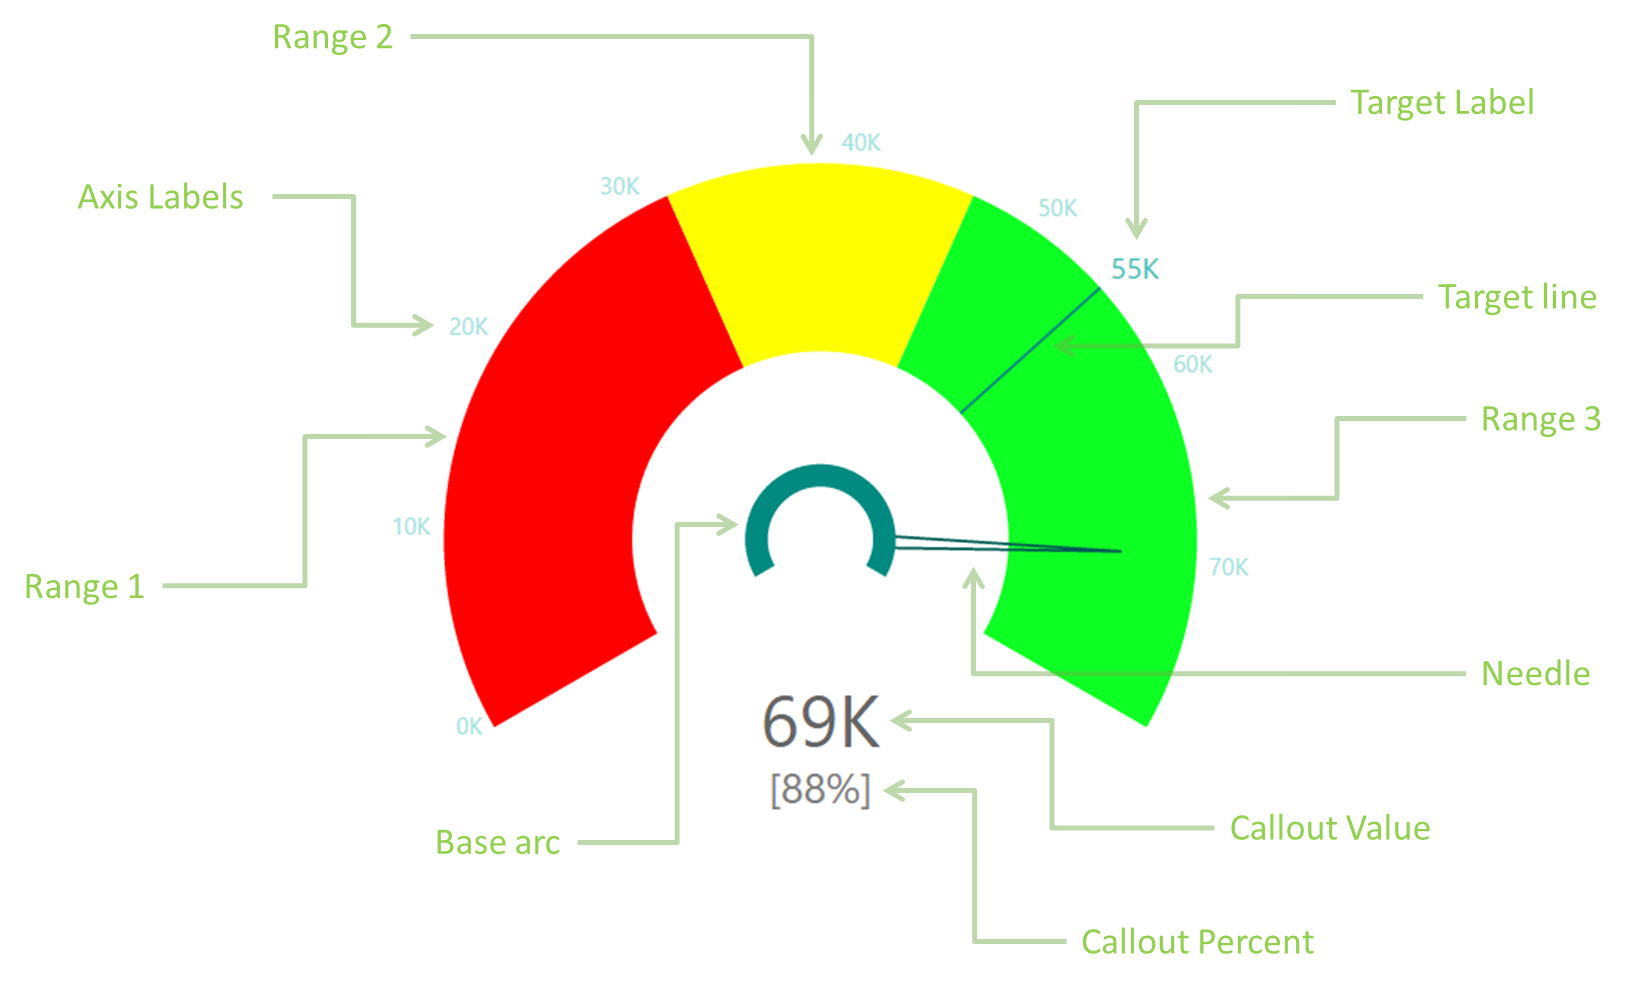 Range 2
Target Label
40K
30K
Axis Labels
50K
55K
Target line
20K
60K
Range 3
10K
70K
Range 1
Needle
0K
69K
[88%]
Callout Value
Base arc
Callout Percent